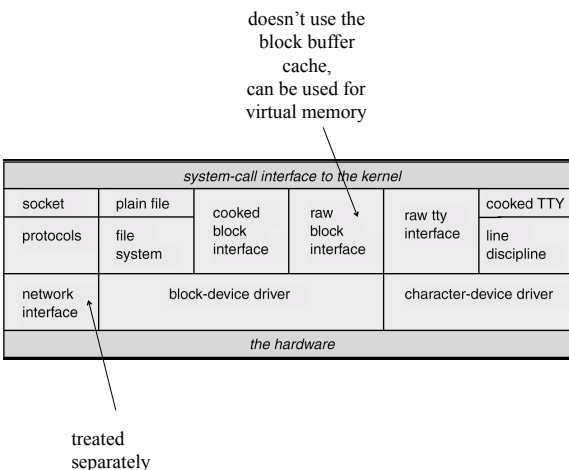 doesn't use the
block buffer
cache,
can be used for
virtual memory
system-call interface to the kernel
socket
plain file
cooked
block
interface
raw
block
interface
raw tty
interface
cooked TTY
protocols
file
system
line
discipline
network
interface
block-device driver
character-device driver
the hardware
treated
separately